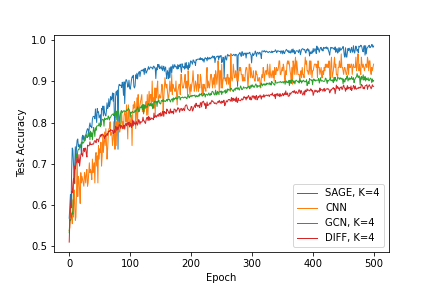 1.0
0.9
0.8
0.7
0.6
0.5
Test Accuracy
0 100 200 300 400 500
Epoch
SAGE, K=4
CNN
GCN, K=4
DIFF, K=4